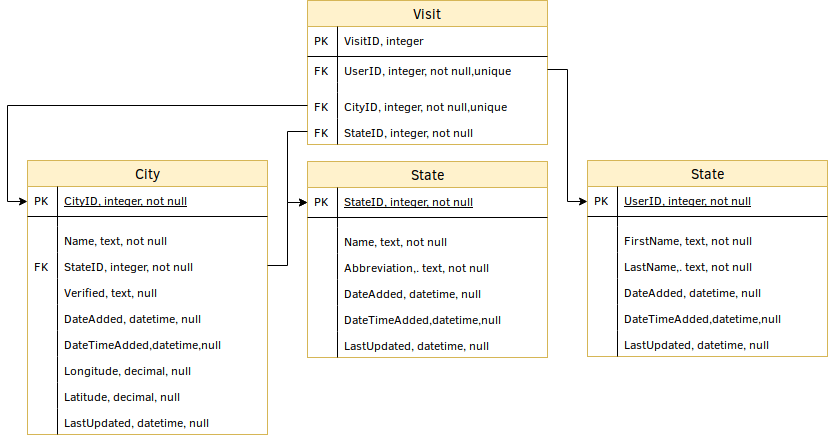 Visit
PK VisitID, integer
FK UserID, integer, not null,unique
FK CityID, integer, not null,unique
FK StateID, integer, not null
City
PK CityID, integer, not null
Name, text, not null
FK StateID, integer, not null
Verified, text, null
DateAdded, datetime, null
DateTimeAdded,datetime,null
Longitude, decimal, null
Latitude, decimal, null
LastUpdated, datetime, null
State
PK StateID, integer, not null
Name, text, not null
Abbreviation,. text, not null
DateAdded, datetime, null
DateTimeAdded,datetime,null
LastUpdated, datetime, null
State
PK UserID, integer, not null
FirstName, text, not null
LastName,. text, not null
DateAdded, datetime, null
DateTimeAdded,datetime,null
LastUpdated, datetime, null